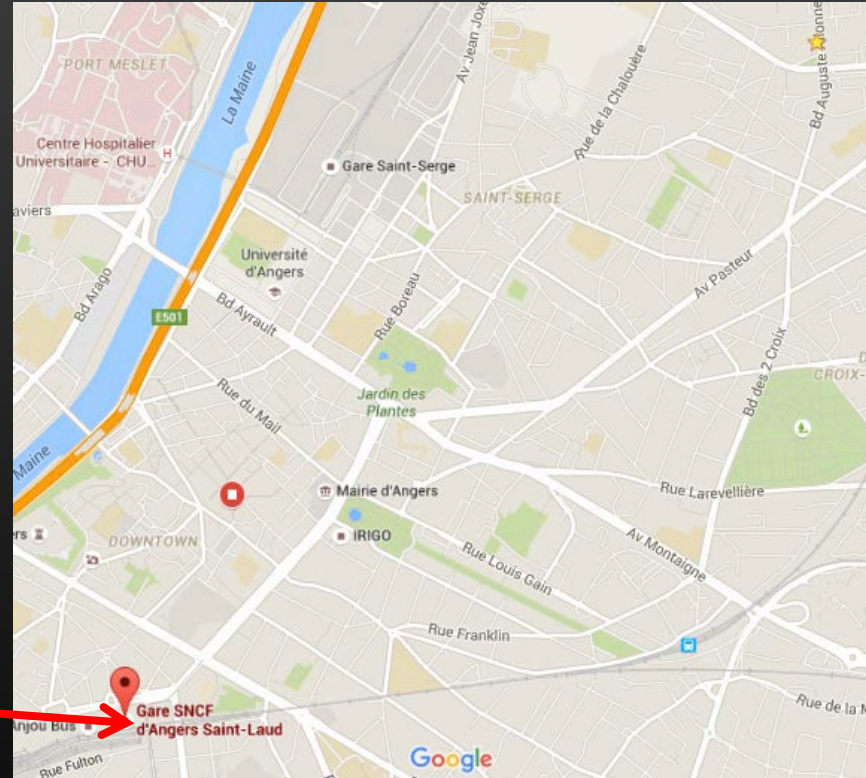 PORT MESLET
La Maine
Av Jean Joxe
Rue de la Chalouère
Bd Auguste
Centre Hospitalier
Universitaire - CHU...
H
Gare Saint-Serge
SAINT-SERGE
aviers
Université
d'Angers
Av Pasteur
Bd Arago
Bd Ayrault
Rue Boreau
E501
Bd des 2 Croix
CROIX-
Jardin des
Plantes
Rue du Mail
Maine
Mairie d'Angers
Rue Larevellière
ers
DOWNTOWN
IRIGO
Av Montaigne
Rue Louis Gain
Rue Franklin
Gare SNCF
d'Angers Saint-Laud
Anjou Bus
Rue de la M
Rue Fulton
Google